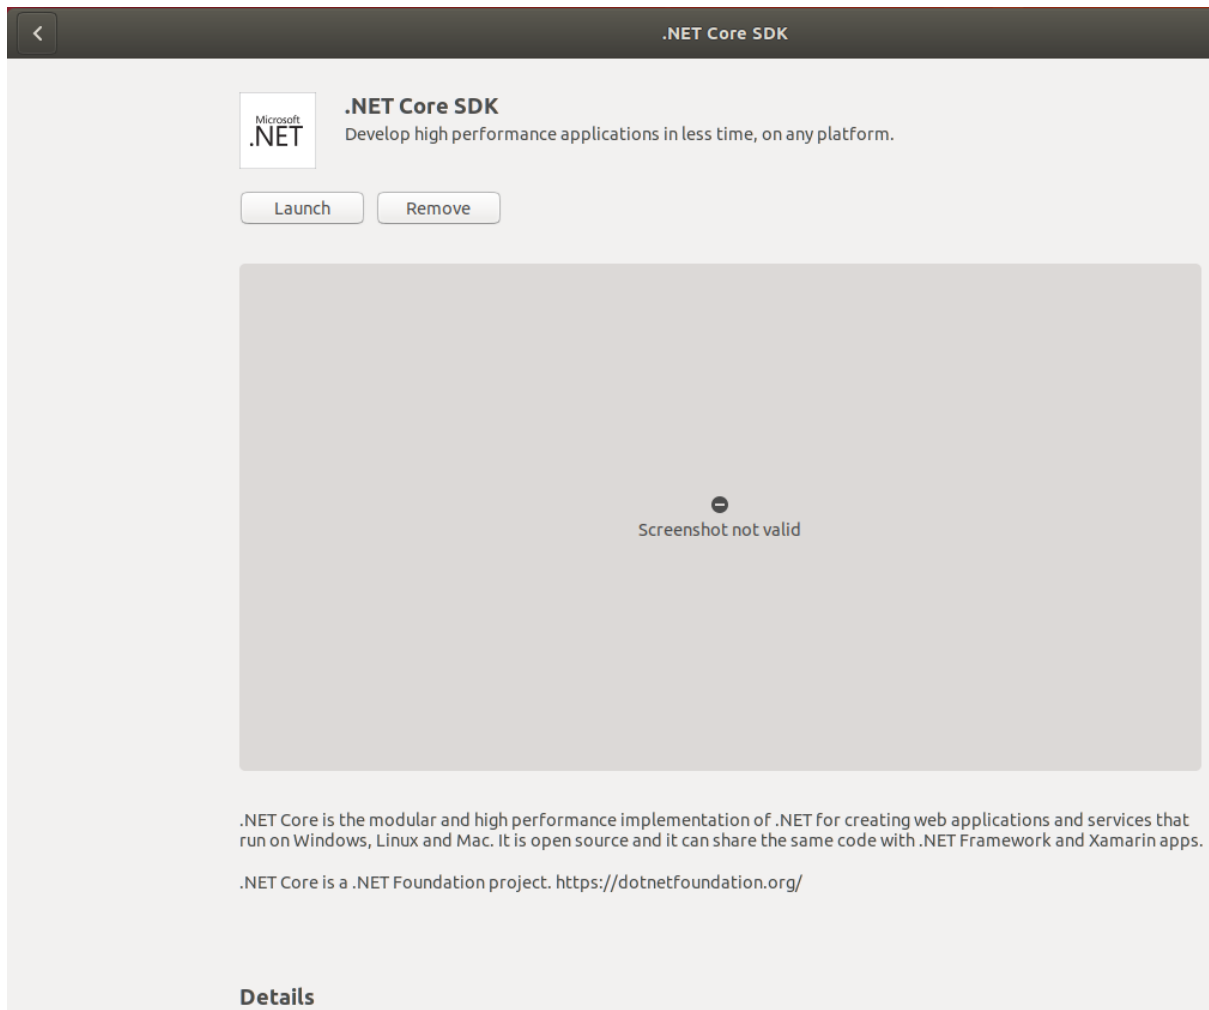 .NET Core SDK
Microsoft
.NET
.NET Core SDK
Develop high performance applications in less time, on any platform.
Launch
Remove
Screenshot not valid
.NET Core is the modular and high performance implementation of .NET for creating web applications and services that
run on Windows, Linux and Mac. It is open source and it can share the same code with .NET Framework and Xamarin apps.
.NET Core is a .NET Foundation project. https://dotnetfoundation.org/
Details